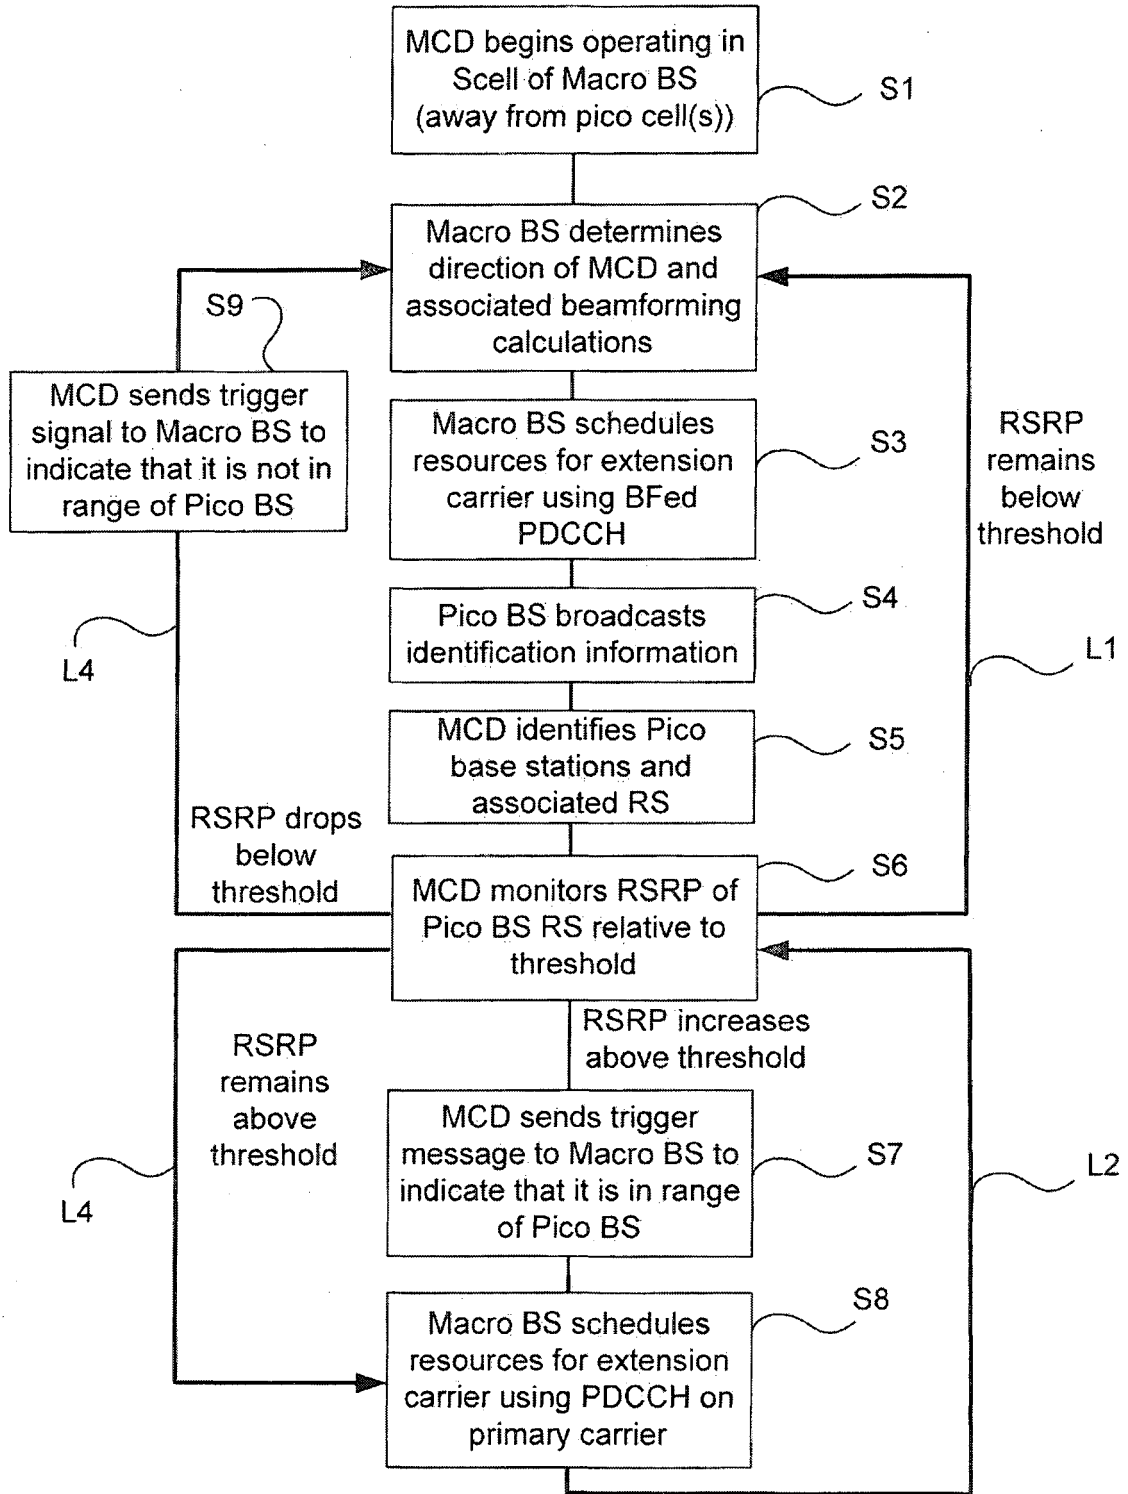 MCD begins operating in
Scell of Macro BS
(away from pico cell(s))
S1
S2
Macro BS determines
direction of MCD and
associated beamforming
calculations
S9
MCD sends trigger
signal to Macro BS to
indicate that it is not in
range of Pico BS
Macro BS schedules
resources for extension
carrier using BFed
PDCCH
S3
RSRP
remains
below
threshold
Pico BS broadcasts
identification information
S4
L4
L1
MCD identifies Pico
base stations and
associated RS
S5
RSRP drops
below
threshold
MCD monitors RSRP of
Pico BS RS relative to
threshold
S6
RSRP increases
above threshold
RSRP
remains
above
threshold
L4
MCD sends trigger
message to Macro BS to
indicate that it is in range
of Pico BS
S7
L2
Macro BS schedules
resources for extension
carrier using PDCCH on
primary carrier
S8